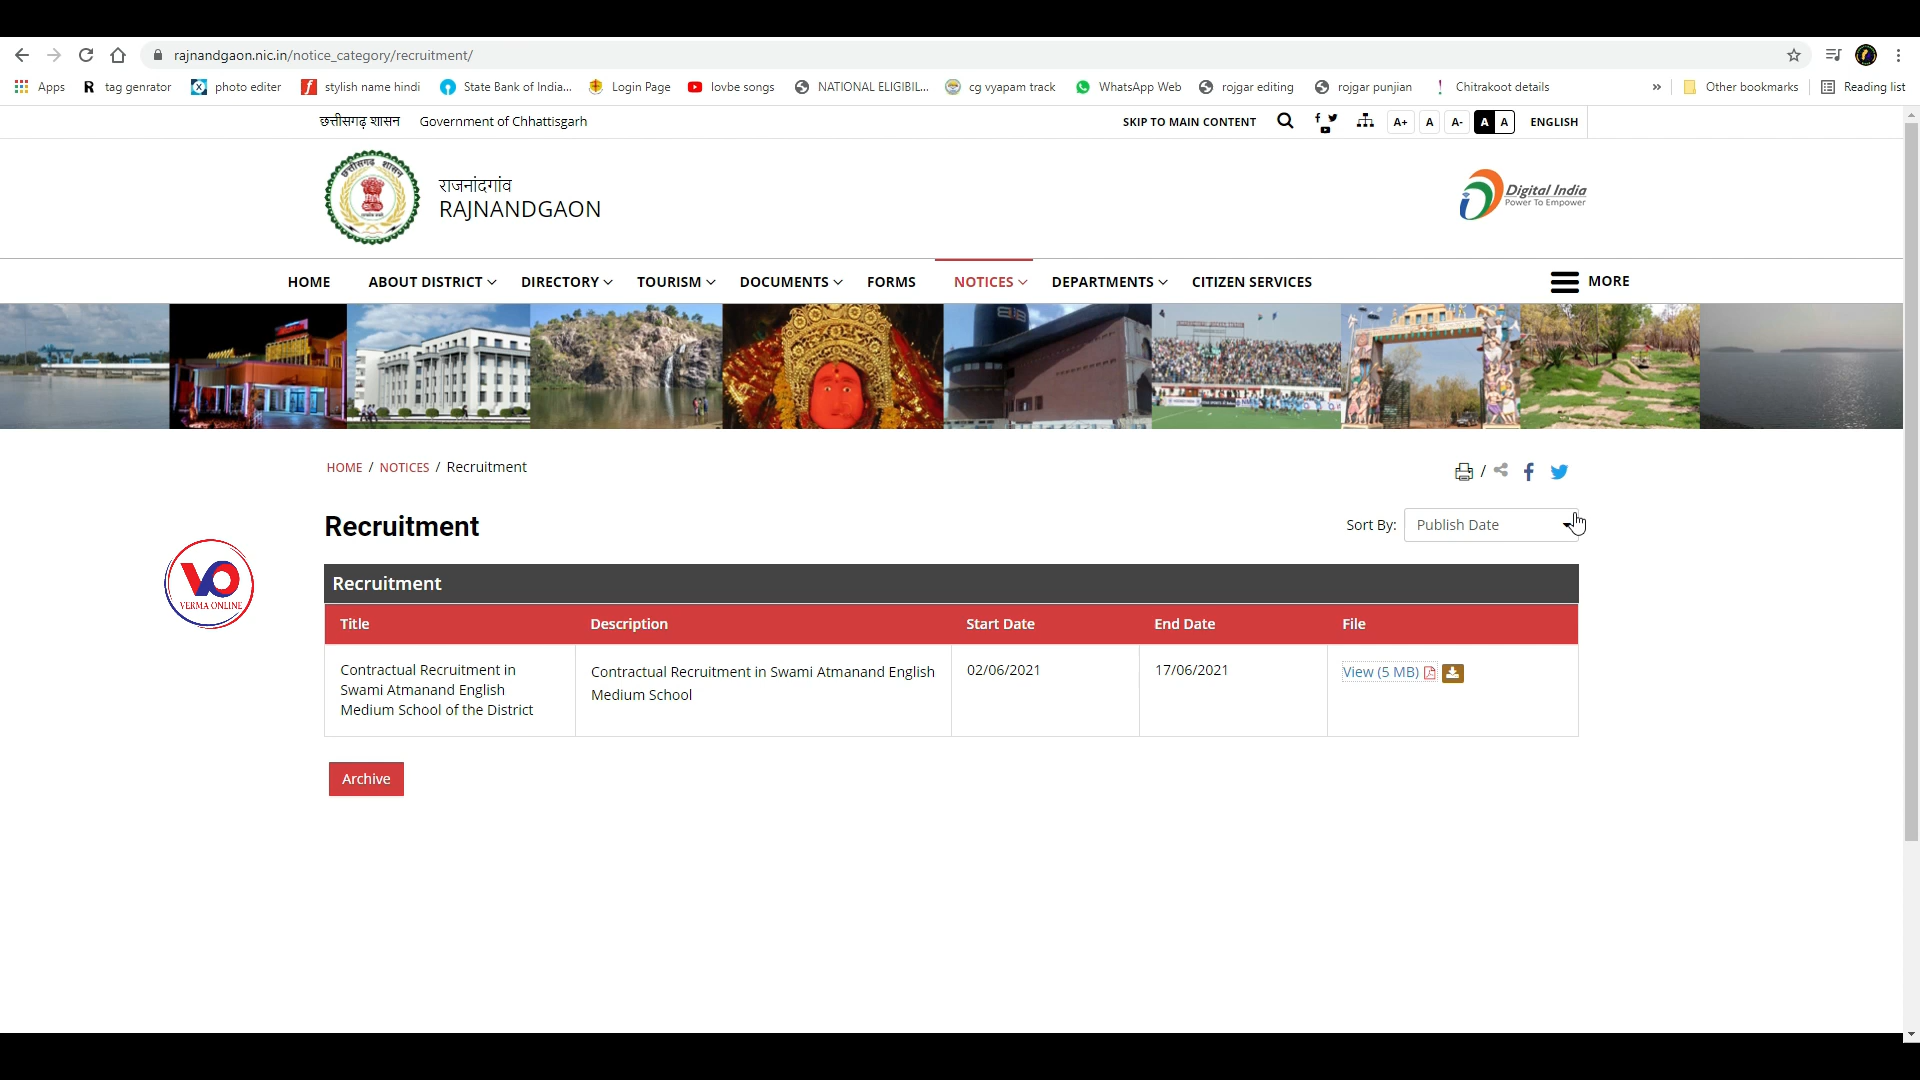 rajnandgaon.nic.in/notice_category/recruitment/
Apps tag genrator photo editer stylish name hindi State Bank of India... Login Page lovbe songs NATIONAL ELIGIBIL... cg vyapam track WhatsApp Web rojgar editing rojgar punjian Chitrakoot details » Other bookmarks Reading list
छत्तीसगढ़ शासन Government of Chhattisgarh SKIP TO MAIN CONTENT A+ A A- A A ENGLISH
राजनांदगांव
RAJNANDGAON
Digital India
Power To Empower
HOME ABOUT DISTRICT DIRECTORY TOURISM DOCUMENTS FORMS NOTICES DEPARTMENTS CITIZEN SERVICES MORE
HOME / NOTICES / Recruitment /
Recruitment Sort By: Publish Date
VO
VERMA ONLINE
Recruitment
Title Description Start Date End Date File
Contractual Recruitment in Swami Atmanand English Medium School of the District
Contractual Recruitment in Swami Atmanand English Medium School
02/06/2021 17/06/2021 View (5 MB)
Archive